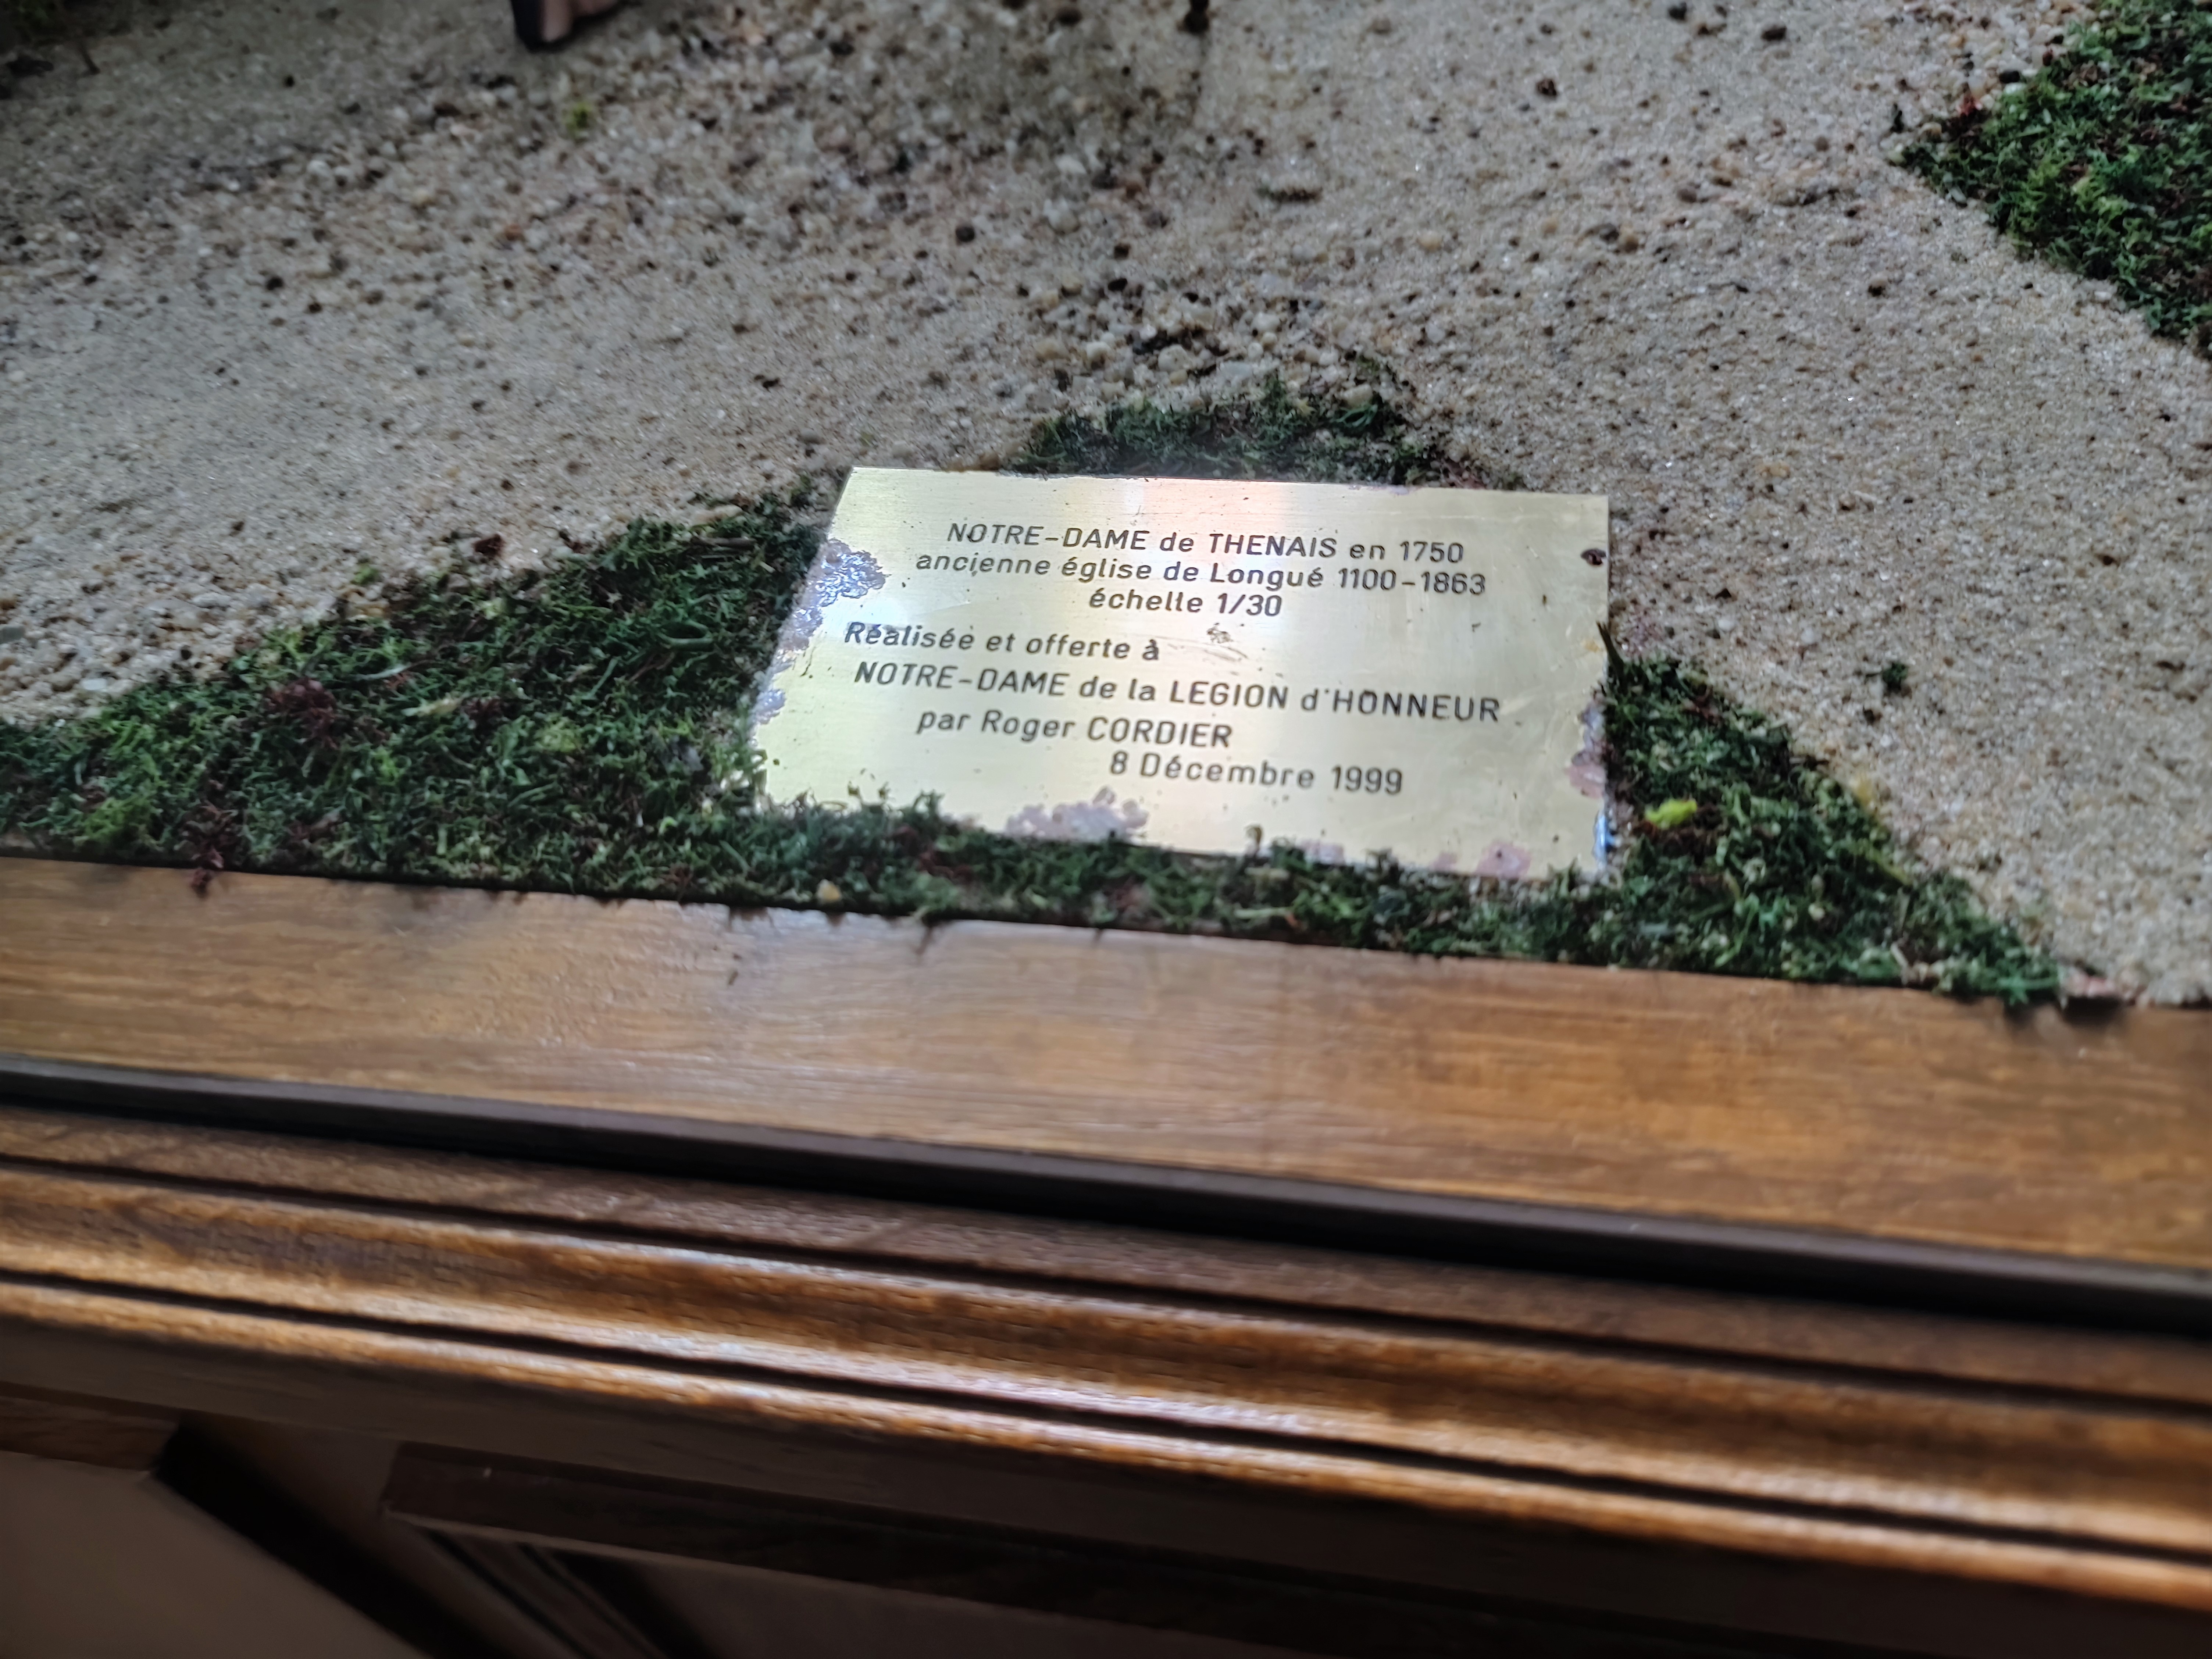 NOTRE-DAME de THENAIS en 1750
ancienne église de Longué 1100-1863
échelle 1/30
Réalisée et offerte à
NOTRE-DAME de la LEGION d'HONNEUR
par Roger CORDIER
8 Décembre 1999